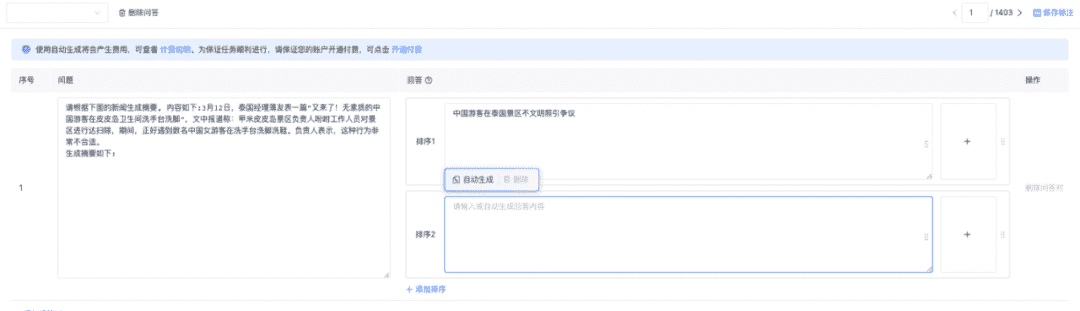 删除问答
1 / 1403
保存标注
使用自动生成将会产生费用，可查看 计费说明。为保证任务顺利进行，请保证您的账户开通付费，可点击 开通付费
序号 问题 回答 操作
1
请根据下面的新闻生成摘要。内容如下:3月12日，泰国经理薄发表一篇“又来了！无素质的中
国游客在皮皮岛卫生间洗手台洗脚”，文中报道称：甲米皮皮岛景区负责人吩咐工作人员对景
区进行达扫除，期间，正好遇到数名中国女游客在洗手台洗脚洗鞋。负责人表示，这种行为非
常不合适。
生成摘要如下：
排序1
中国游客在泰国景区不文明照引争议
+
自动生成 删除
排序2
请输入或自动生成回答内容
+
删除问答对
+ 添加排序